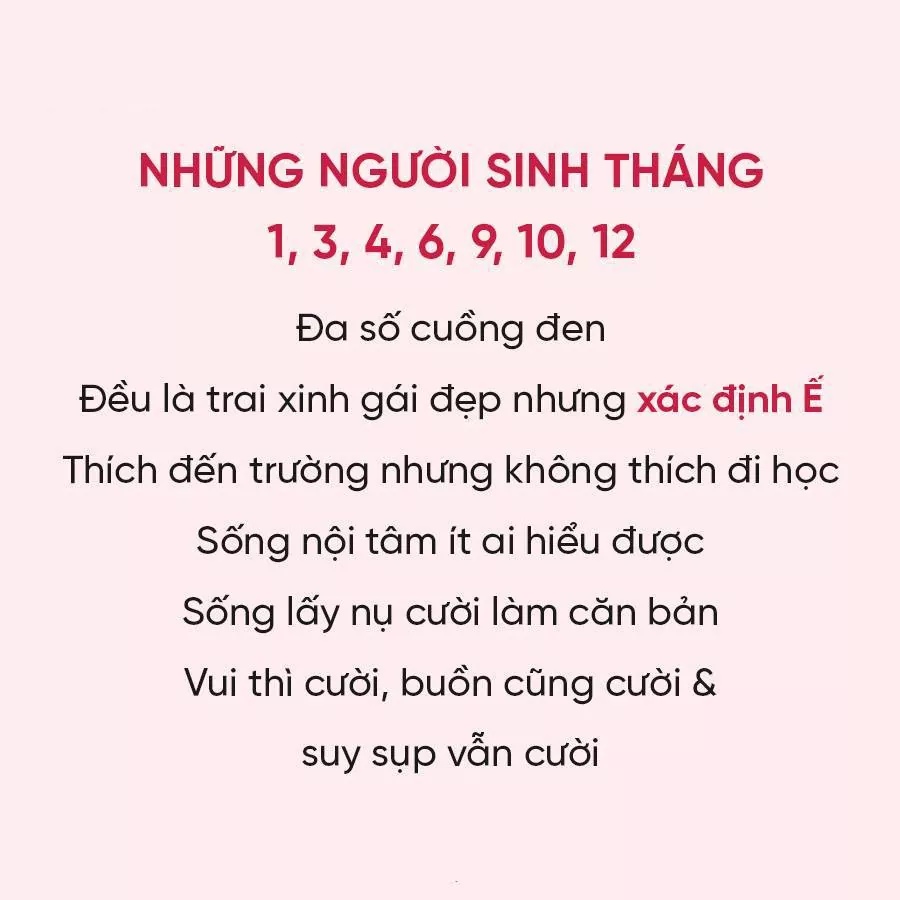 NHỮNG NGƯỜI SINH THÁNG
1, 3, 4, 6, 9, 10, 12
Đa số cuồng đen
Đều là trai xinh gái đẹp nhưng xác định Ế
Thích đến trường nhưng không thích đi học
Sống nội tâm ít ai hiểu được
Sống lấy nụ cười làm căn bản
Vui thì cười, buồn cũng cười &
suy sụp vẫn cười